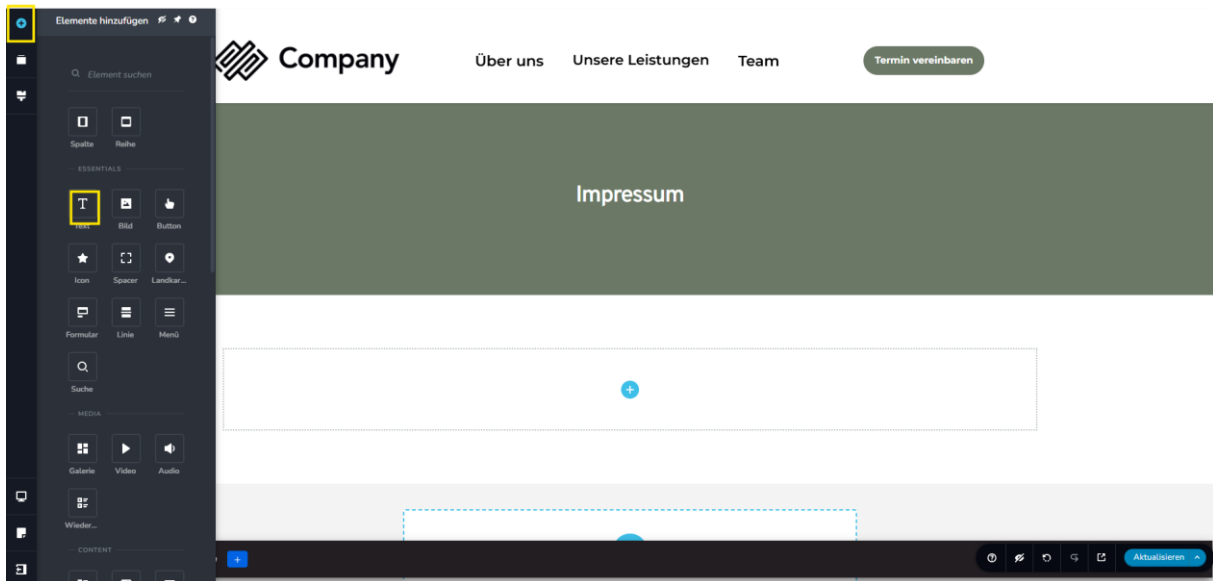 Elemente hinzufügen
Company
Über uns
Unsere Leistungen
Team
Termin vereinbaren
Element suchen
Spalte
Reihe
ESSENTIALS
Impressum
T
Text
Bild
Button
Icon
Spacer
Landkar...
Formular
Linie
Menü
Suche
MEDIA
Galerie
Video
Audio
Wieder...
CONTENT
Aktualisieren